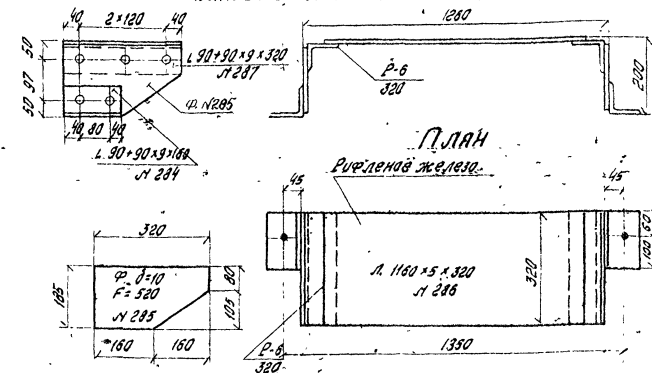 40 2×120 40
1260
50
97
50
L 90+90×9×320
N 287
Ф. N 285
Р-6
320
200
40 80 40
L 90+90×9×160
N 284
ПЛАН
Рифленое железо
45
45
320
Ф. δ=10
F=520
N 285
185
80
105
160 160
Л. 1160×5×320
N 286
320
60
100
Р-6
320
1350